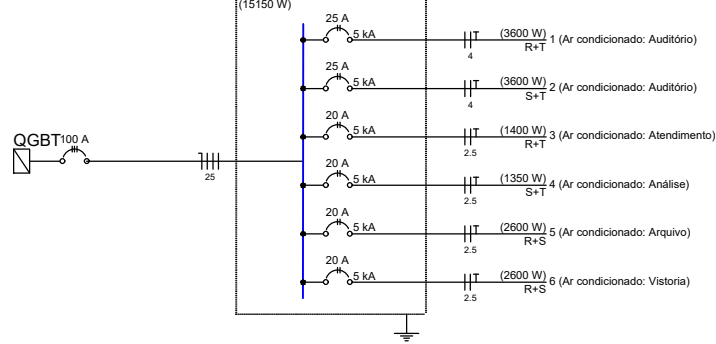 (15150 W)
25 A
5 kA
4
T
(3600 W)
R+T
1 (Ar condicionado: Auditório)
25 A
5 kA
4
T
(3600 W)
S+T
2 (Ar condicionado: Auditório)
20 A
5 kA
2.5
T
(1400 W)
R+T
3 (Ar condicionado: Atendimento)
QGBT
100 A
25
20 A
5 kA
2.5
T
(1350 W)
S+T
4 (Ar condicionado: Análise)
20 A
5 kA
2.5
T
(2600 W)
R+S
5 (Ar condicionado: Arquivo)
20 A
5 kA
2.5
T
(2600 W)
R+S
6 (Ar condicionado: Vistoria)